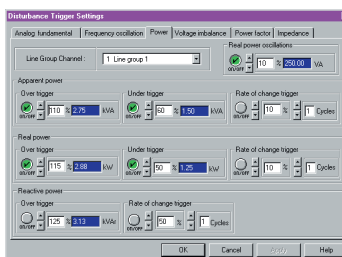 Disturbance Trigger Settings
Analog fundamental Frequency oscillation Power Voltage imbalance Power factor Impedance
Real power oscillations
Line Group Channel : 1 Line group 1
on/off 10 % 250.00 VA
Apparent power
Over trigger Under trigger Rate of change trigger
on/off 110 % 2.75 kVA on/off 60 % 1.50 kVA on/off 10 % 1 Cycles
Real power
Over trigger Under trigger Rate of change trigger
on/off 115 % 2.88 kW on/off 50 % 1.25 kW on/off 10 % 1 Cycles
Reactive power
Over trigger Rate of change trigger
on/off 125 % 3.13 kVAr on/off 50 % 1 Cycles
OK Cancel Apply Help